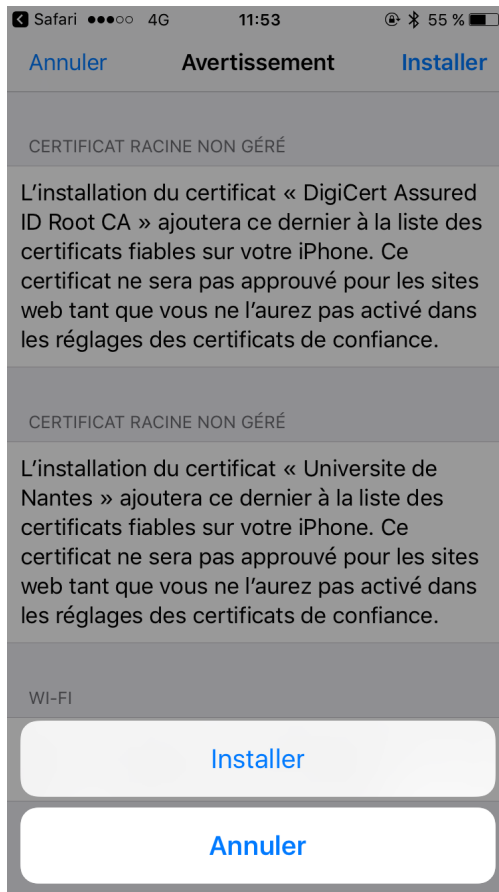 Safari 4G 11:53 55 %
Annuler Avertissement Installer
CERTIFICAT RACINE NON GÉRÉ
L’installation du certificat « DigiCert Assured
ID Root CA » ajoutera ce dernier à la liste des
certificats fiables sur votre iPhone. Ce
certificat ne sera pas approuvé pour les sites
web tant que vous ne l’aurez pas activé dans
les réglages des certificats de confiance.
CERTIFICAT RACINE NON GÉRÉ
L’installation du certificat « Universite de
Nantes » ajoutera ce dernier à la liste des
certificats fiables sur votre iPhone. Ce
certificat ne sera pas approuvé pour les sites
web tant que vous ne l’aurez pas activé dans
les réglages des certificats de confiance.
WI-FI
Installer
Annuler